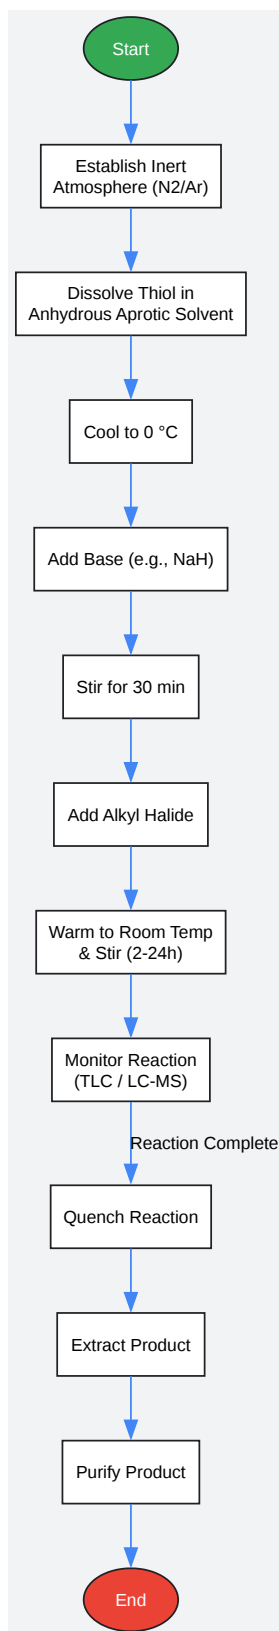 Start
Establish Inert
Atmosphere (N2/Ar)
Dissolve Thiol in
Anhydrous Aprotic Solvent
Cool to 0 °C
Add Base (e.g., NaH)
Stir for 30 min
Add Alkyl Halide
Warm to Room Temp
& Stir (2-24h)
Monitor Reaction
(TLC / LC-MS)
Reaction Complete
Quench Reaction
Extract Product
Purify Product
End